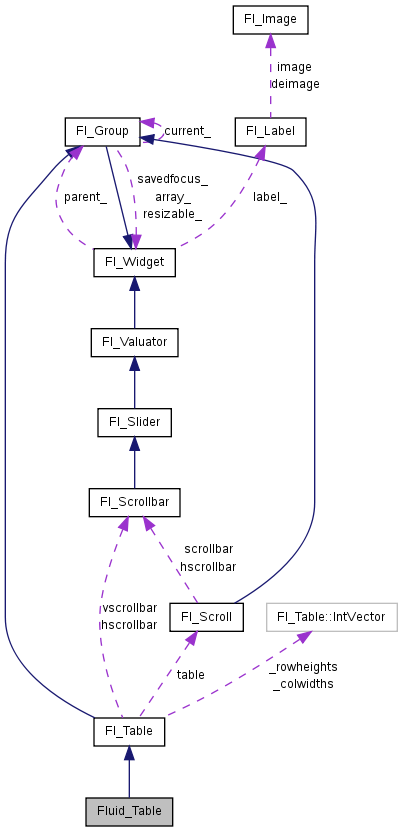 Fl_Image
image
deimage
Fl_Group
current_
Fl_Label
savedfocus_
array_
resizable_
parent_
label_
Fl_Widget
Fl_Valuator
Fl_Slider
Fl_Scrollbar
scrollbar
hscrollbar
vscrollbar
hscrollbar
Fl_Scroll
Fl_Table::IntVector
table
_rowheights
_colwidths
Fl_Table
Fluid_Table